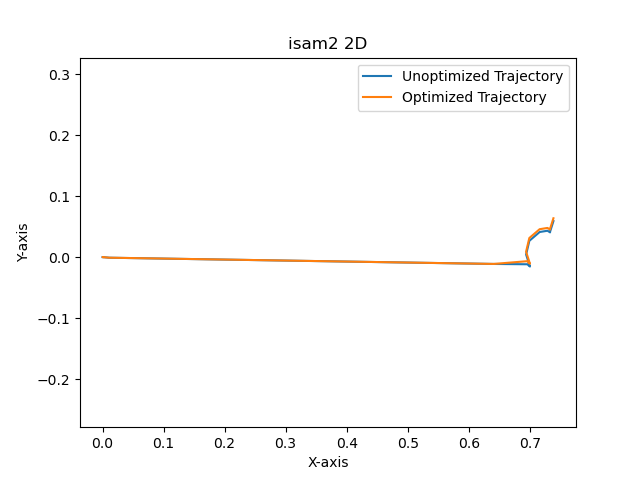 isam2 2D
Unoptimized Trajectory
Optimized Trajectory
0.3
0.2
0.1
0.0
−0.1
−0.2
Y-axis
0.0 0.1 0.2 0.3 0.4 0.5 0.6 0.7
X-axis